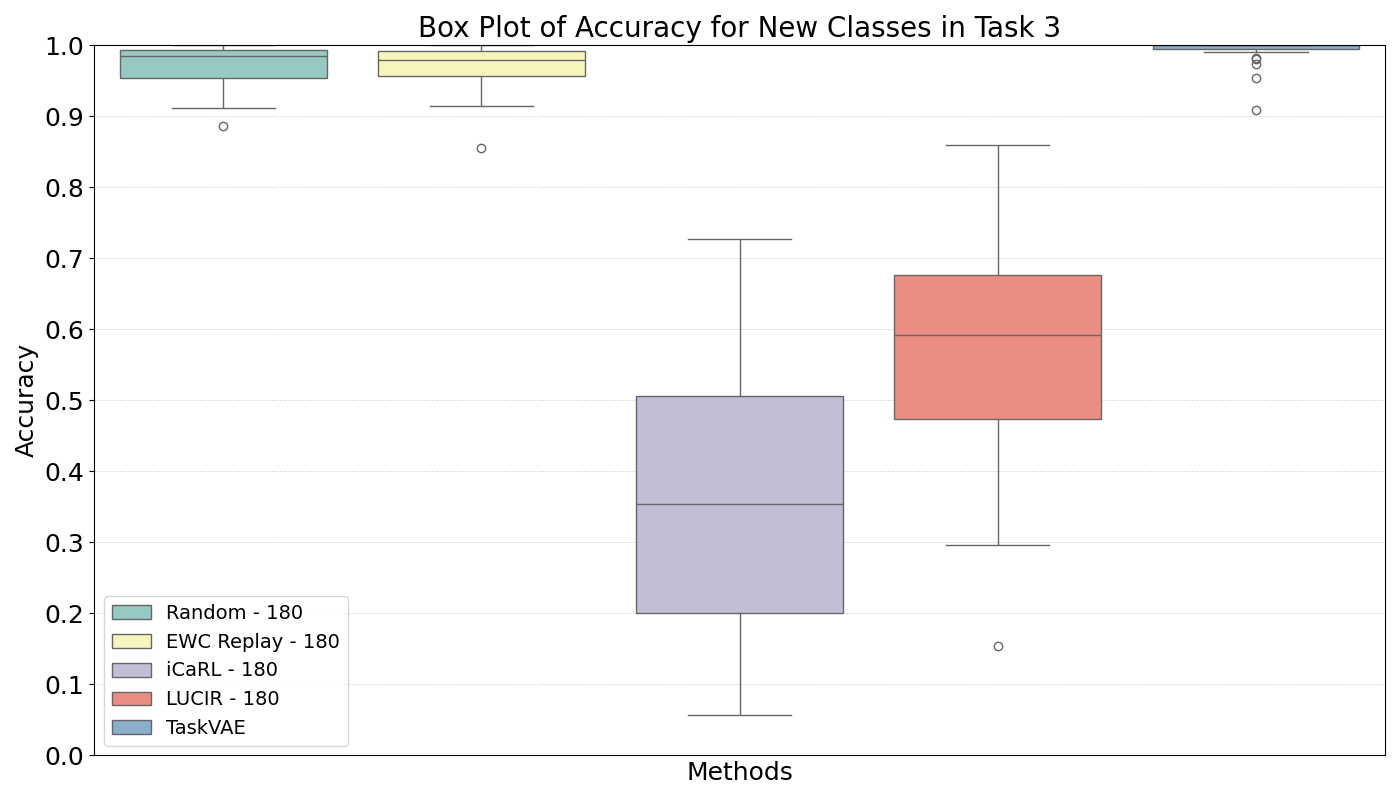 Box Plot of Accuracy for New Classes in Task 3
1.0
0.9
0.8
0.7
0.6
0.5
0.4
0.3
0.2
0.1
0.0
Accuracy
Random - 180
EWC Replay - 180
iCaRL - 180
LUCIR - 180
TaskVAE
Methods